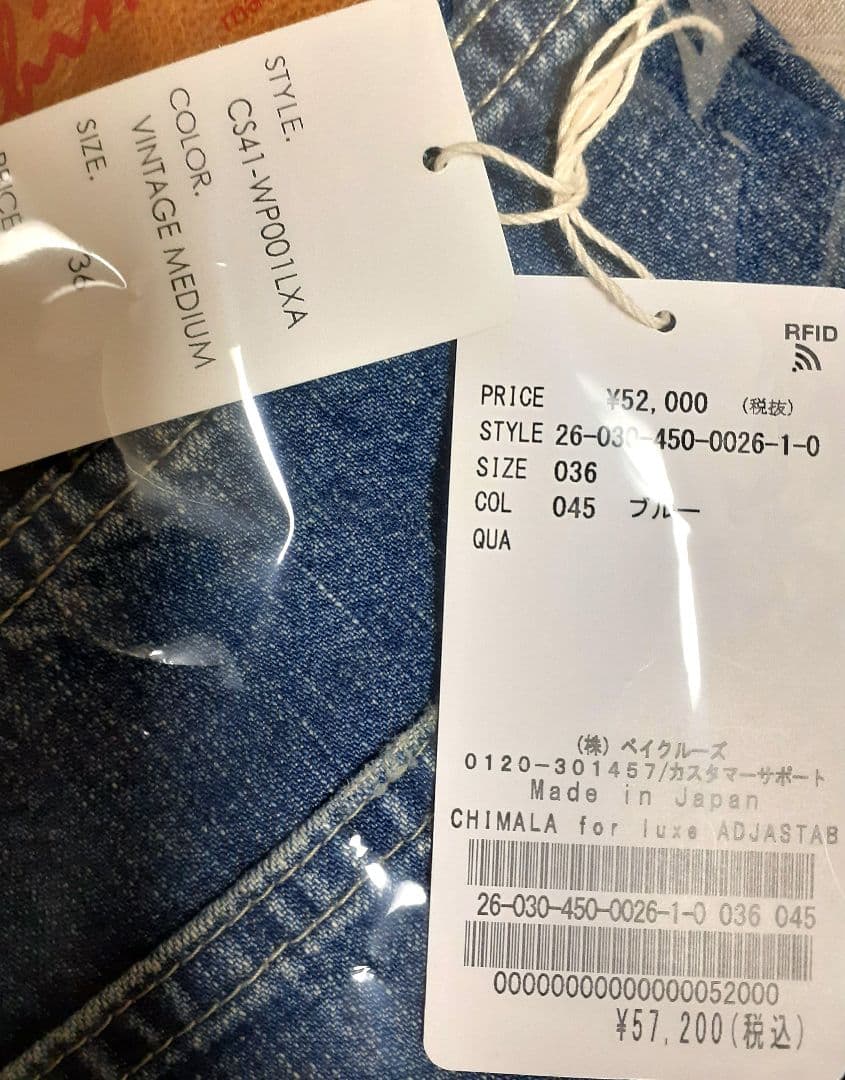 STYLE.
CS41-WP001LXA
COLOR.
VINTAGE MEDIUM
SIZE.
36
PRICE
RFID
PRICE ¥52,000 (税抜)
STYLE 26-030-450-0026-1-0
SIZE 036
COL 045 ブルー
QUA
(株) ベイクルーズ
0120-301457/カスタマーサポート
Made in Japan
CHIMALA for luxe ADJASTAB
26-030-450-0026-1-0 036 045
00000000000000052000
¥57,200(税込)